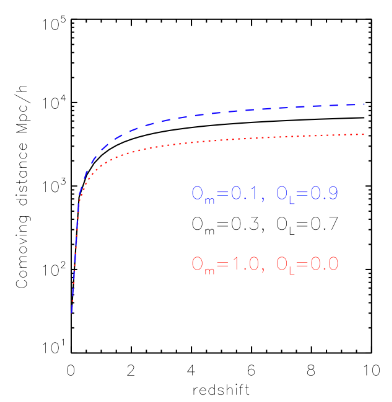 10^5
10^4
10^3
10^2
10^1
Comoving distance Mpc/h
O_m=0.1, O_L=0.9
O_m=0.3, O_L=0.7
O_m=1.0, O_L=0.0
0 2 4 6 8 10
redshift